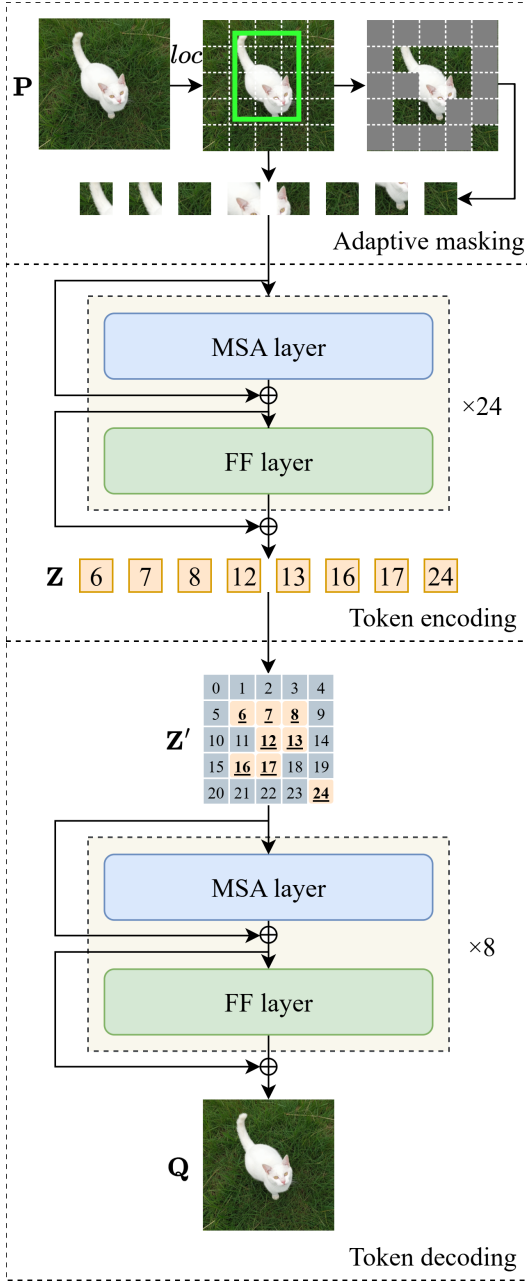 P
loc
Adaptive masking
MSA layer
×24
FF layer
Z 6 7 8 12 13 16 17 24
Token encoding
Z′
0 1 2 3 4
5 6 7 8 9
10 11 12 13 14
15 16 17 18 19
20 21 22 23 24
MSA layer
×8
FF layer
Q
Token decoding